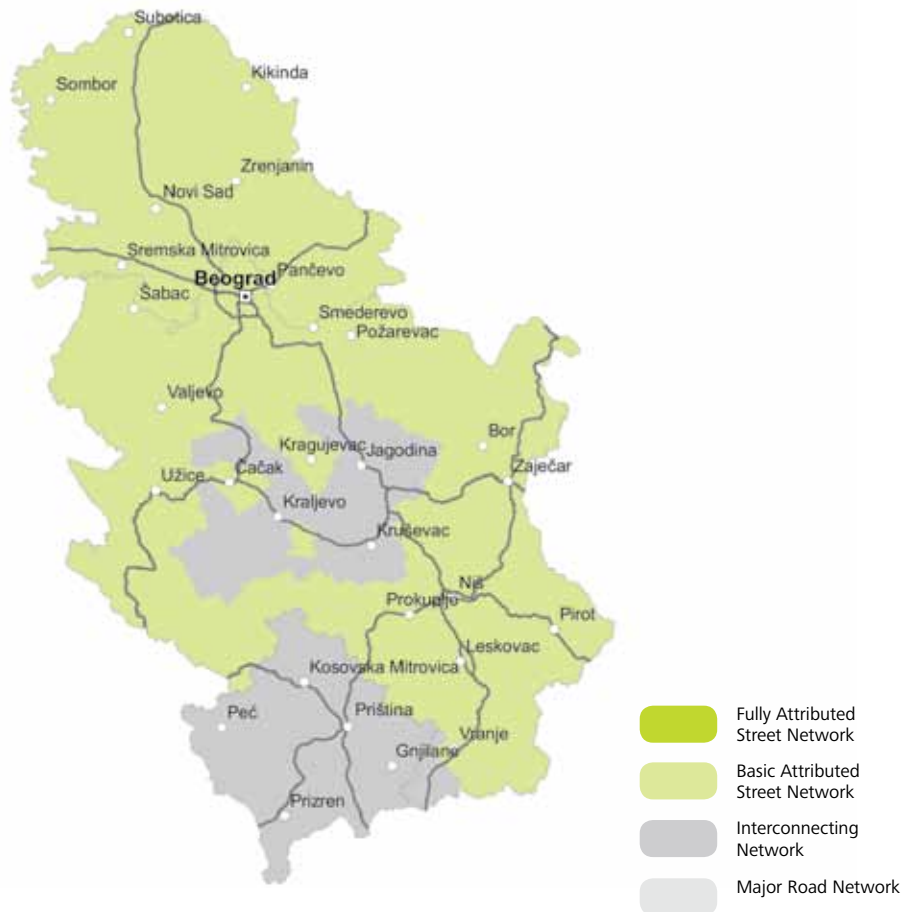 Subotica
Kikinda
Sombor
Zrenjanin
Novi Sad
Sremska Mitrovica
Pančevo
Beograd
Šabac
Smederevo
Požarevac
Valjevo
Bor
Kragujevac
Jagodina
Zaječar
Užice
Čačak
Kraljevo
Kruševac
Niš
Prokuplje
Pirot
Leskovac
Kosovska Mitrovica
Peć
Priština
Vranje
Gnjilane
Prizren
Fully Attributed
Street Network
Basic Attributed
Street Network
Interconnecting
Network
Major Road Network